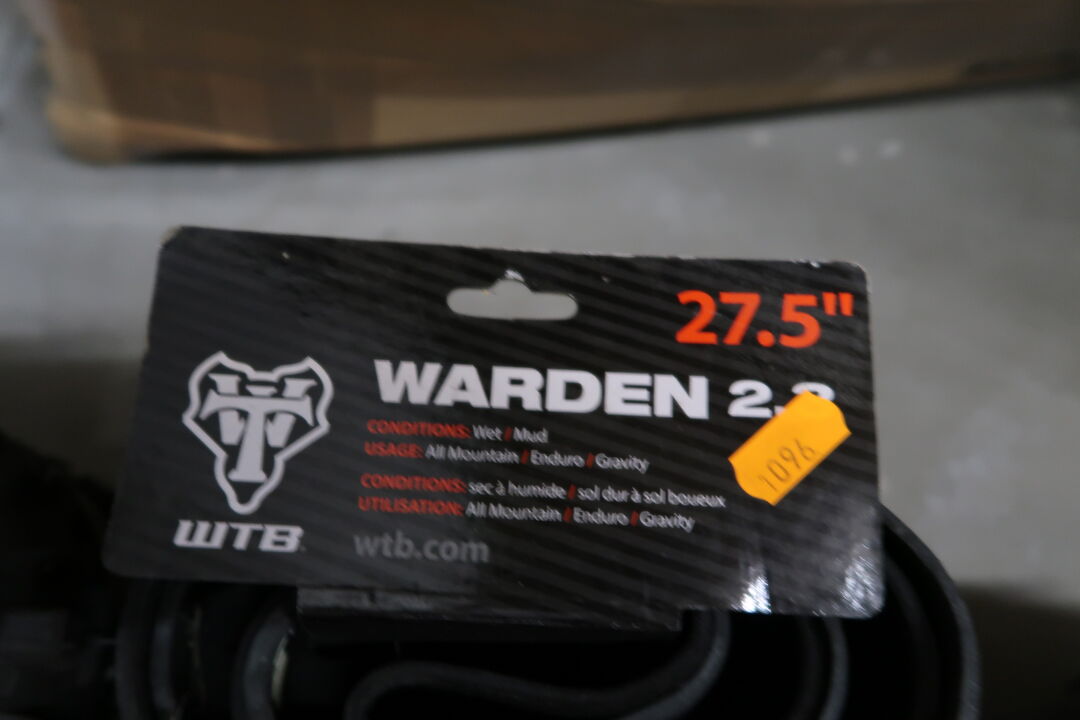 27.5"
WARDEN 2.3
CONDITIONS: Wet / Mud
USAGE: All Mountain / Enduro / Gravity
CONDITIONS: sec à humide / sol dur à sol boueux
UTILISATION: All Mountain / Enduro / Gravity
WTB
wtb.com
1096